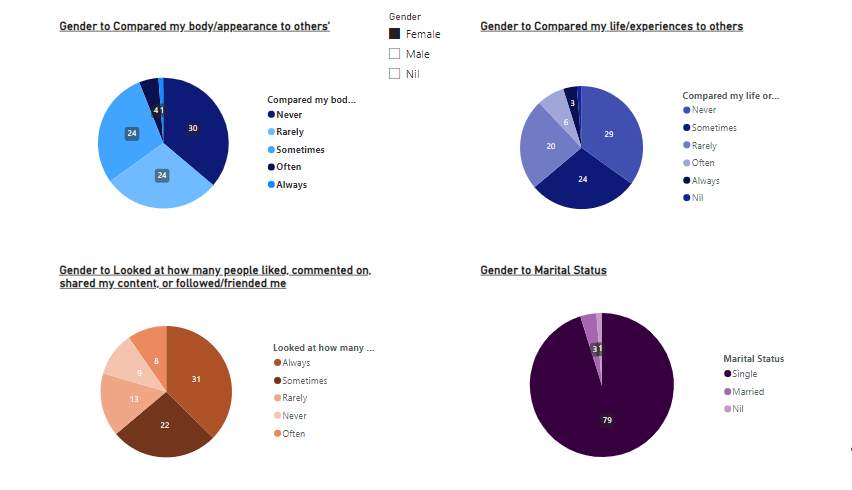 Gender to Compared my body/appearance to others'
Gender
Female
Male
Nil
Gender to Compared my life/experiences to others
30
24
24
4
1
Compared my bod...
Never
Rarely
Sometimes
Often
Always
29
24
20
6
3
Compared my life or...
Never
Sometimes
Rarely
Often
Always
Nil
Gender to Looked at how many people liked, commented on,
shared my content, or followed/friended me
31
22
13
9
8
Looked at how many ...
Always
Sometimes
Rarely
Never
Often
Gender to Marital Status
79
3
1
Marital Status
Single
Married
Nil